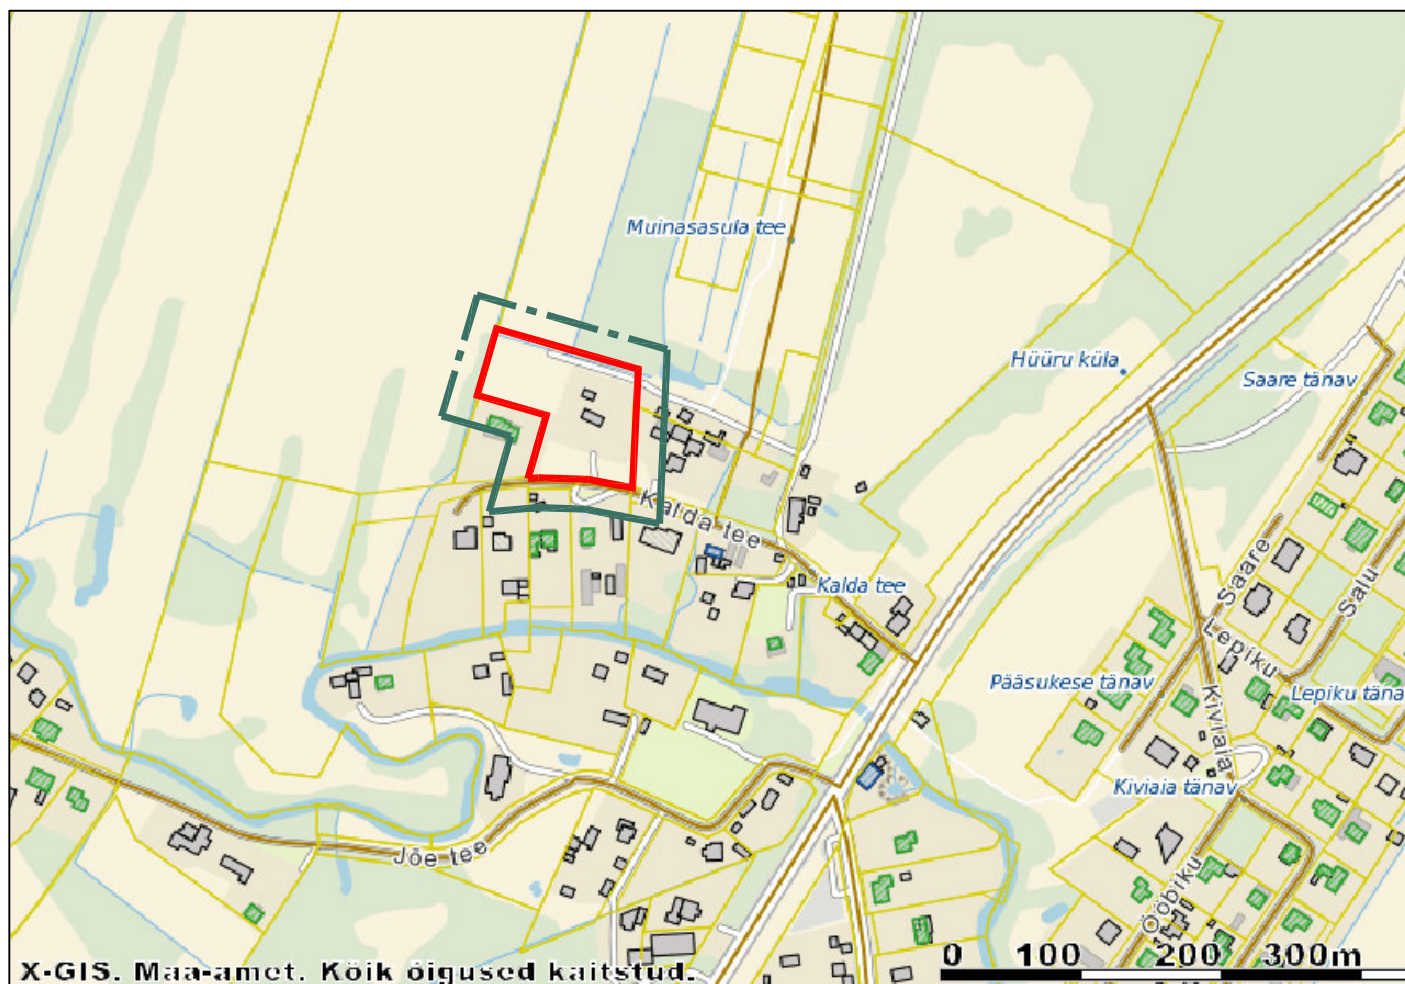 Muinasasula tee
Hüüru küla
Saare tänav
Kalda tee
Kalda tee
Saare
Salu
Lepiku
Pääsukese tänav
Lepiku täna
Kiviaia
Kiviaia tänav
Jõe tee
Ööbiku
X-GIS. Maa-amet. Kõik õigused kaitstud.
0 100 200 300m